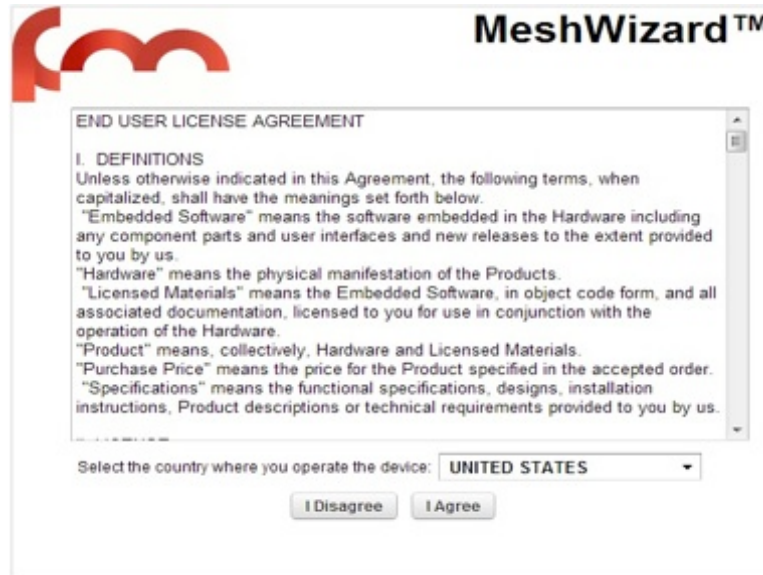 MeshWizard™
END USER LICENSE AGREEMENT
I. DEFINITIONS
Unless otherwise indicated in this Agreement, the following terms, when
capitalized, shall have the meanings set forth below.
"Embedded Software" means the software embedded in the Hardware including
any component parts and user interfaces and new releases to the extent provided
to you by us.
"Hardware" means the physical manifestation of the Products.
"Licensed Materials" means the Embedded Software, in object code form, and all
associated documentation, licensed to you for use in conjunction with the
operation of the Hardware.
"Product" means, collectively, Hardware and Licensed Materials.
"Purchase Price" means the price for the Product specified in the accepted order.
"Specifications" means the functional specifications, designs, installation
instructions, Product descriptions or technical requirements provided to you by us.
Select the country where you operate the device: UNITED STATES
I Disagree I Agree